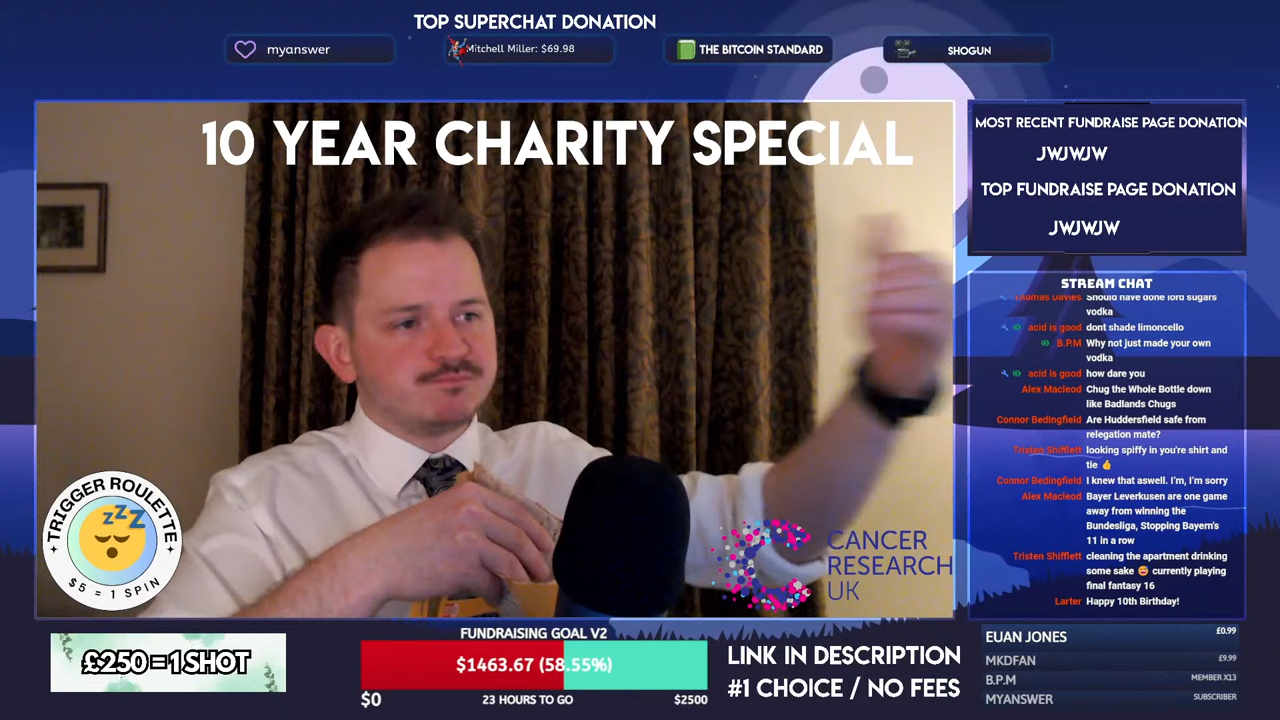 TOP SUPERCHAT DONATION
myanswer
Mitchell Miller: $69.98
THE BITCOIN STANDARD
SHOGUN
10 YEAR CHARITY SPECIAL
MOST RECENT FUNDRAISE PAGE DONATION
JWJWJW
TOP FUNDRAISE PAGE DONATION
JWJWJW
STREAM CHAT
Thomas Davies Should have done lord sugars
vodka
acid is good dont shade limoncello
B.P.M Why not just made your own
vodka
acid is good how dare you
Alex Macleod Chug the Whole Bottle down
like Badlands Chugs
Connor Bedingfield Are Huddersfield safe from
relegation mate?
Tristen Shifflett looking spiffy in you're shirt and
tie 👍
Connor Bedingfield I knew that aswell. I'm, I'm sorry
Alex Macleod Bayer Leverkusen are one game
away from winning the
Bundesliga, Stopping Bayern's
11 in a row
Tristen Shifflett cleaning the apartment drinking
some sake 😄 currently playing
final fantasy 16
Larter Happy 10th Birthday!
TRIGGER ROULETTE
zzZ
$5 = 1 SPIN
CANCER
RESEARCH
UK
£250 = 1 SHOT
FUNDRAISING GOAL V2
$1463.67 (58.55%)
$0
23 HOURS TO GO
$2500
LINK IN DESCRIPTION
#1 CHOICE / NO FEES
EUAN JONES £0.99
MKDFAN £9.99
B.P.M MEMBER X13
MYANSWER SUBSCRIBER